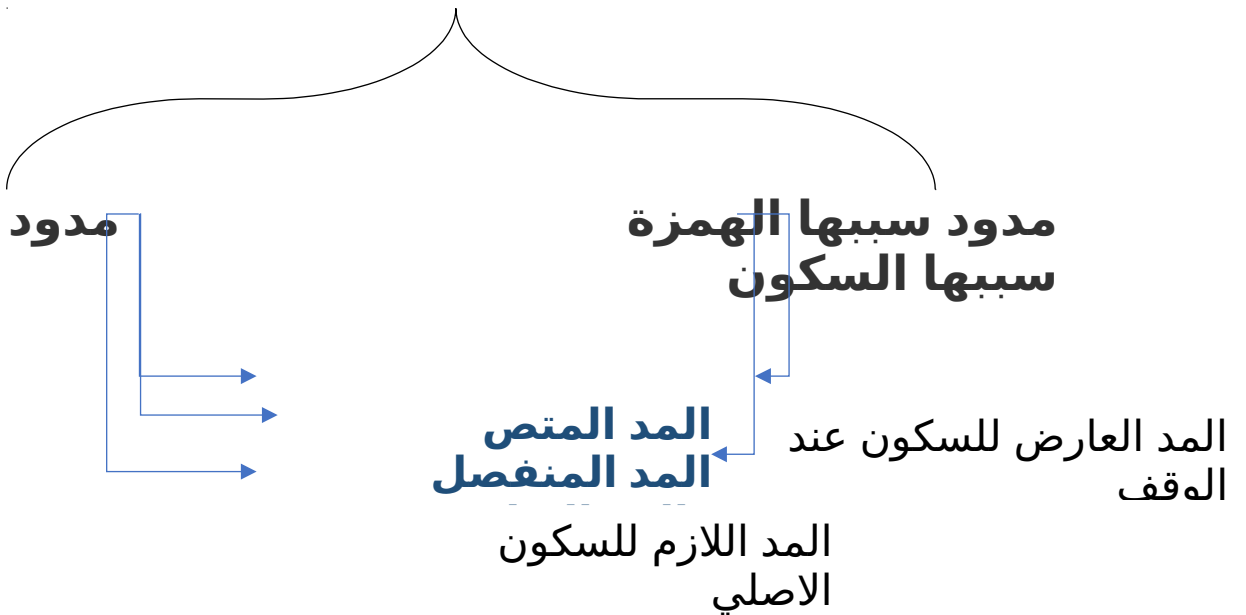 مدود سببها الهمزة مدود
سببها السكون
المد المتص
المد المنفصل
المد العارض للسكون عند
الوقف
المد اللازم للسكون
الاصلي